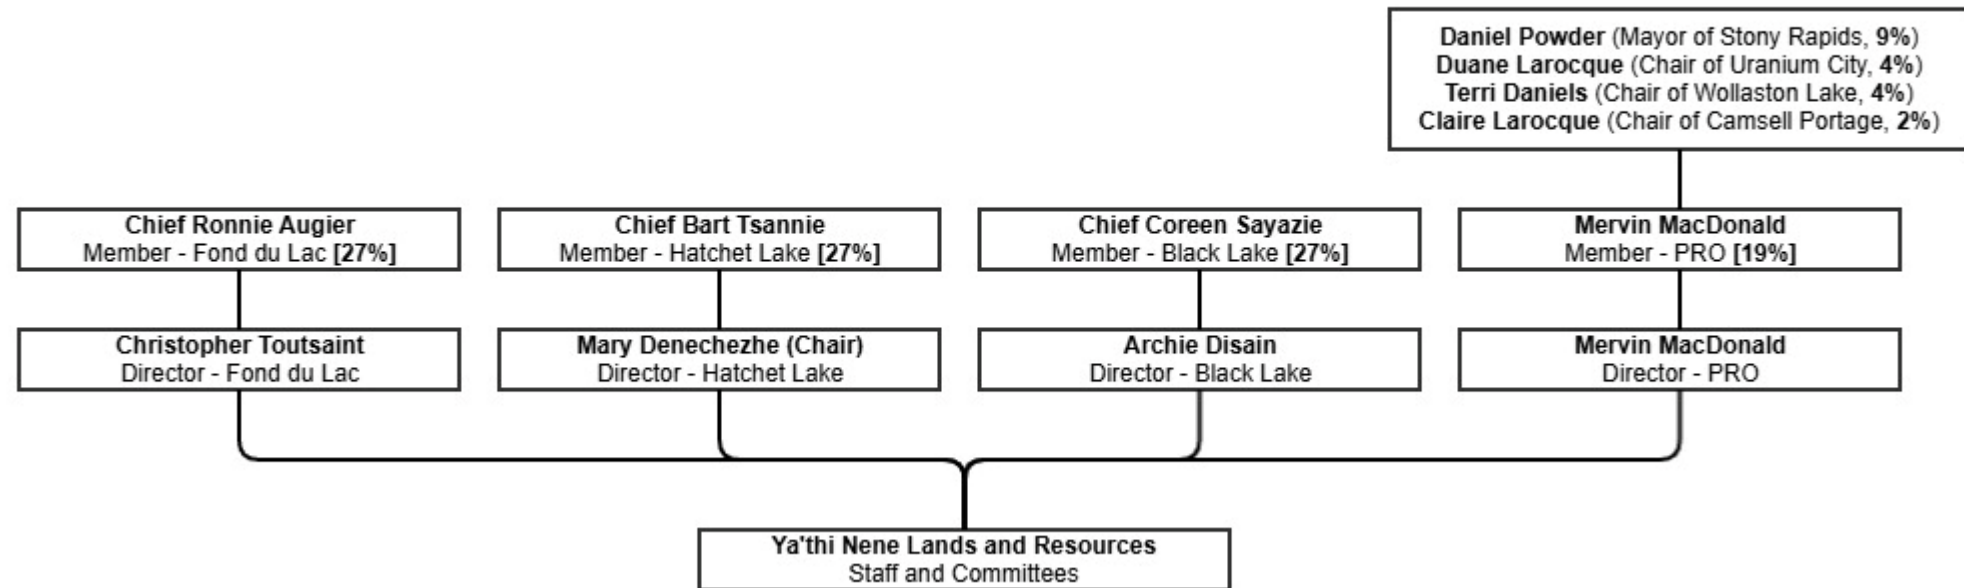 Daniel Powder (Mayor of Stony Rapids, 9%)
Duane Larocque (Chair of Uranium City, 4%)
Terri Daniels (Chair of Wollaston Lake, 4%)
Claire Larocque (Chair of Camsell Portage, 2%)
Chief Ronnie Augier
Member - Fond du Lac [27%]
Chief Bart Tsannie
Member - Hatchet Lake [27%]
Chief Coreen Sayazie
Member - Black Lake [27%]
Mervin MacDonald
Member - PRO [19%]
Christopher Toutsaint
Director - Fond du Lac
Mary Denechezhe (Chair)
Director - Hatchet Lake
Archie Disain
Director - Black Lake
Mervin MacDonald
Director - PRO
Ya'thi Nene Lands and Resources
Staff and Committees